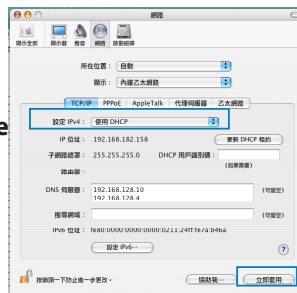 網路
顯示全部 顯示器 聲音 網路 啟動磁碟
所在位置： 自動
顯示： 內建乙太網路
TCP/IP PPPoE AppleTalk 代理伺服器 乙太網路
e
設定 IPv4： 使用 DHCP
IP 位址： 192.168.182.158 更新 DHCP 租約
子網路遮罩： 255.255.255.0 DHCP 用戶識別碼：
(如果需要)
路由器：
DNS 伺服器： 192.168.128.10 (可留空)
192.168.128.4
搜尋網域： (可留空)
IPv6 位址： fe80:0000:0000:0000:0211:24ff:fe7a:b46a
設定 IPv6⋯ ?
按鎖頭一下防止進一步更改。 協助我⋯ 立即套用